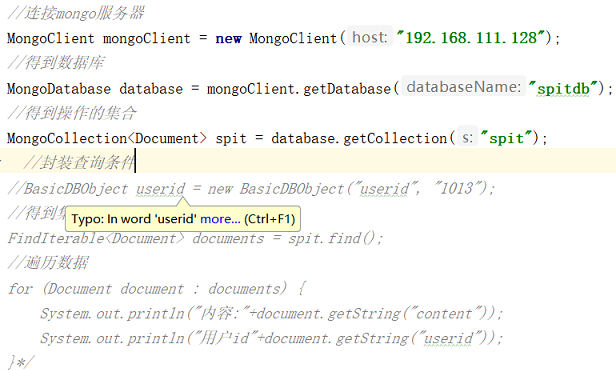 //连接mongo服务器
MongoClient mongoClient = new MongoClient( host: "192.168.111.128");
//得到数据库
MongoDatabase database = mongoClient.getDatabase( databaseName: "spitdb");
//得到操作的集合
MongoCollection<Document> spit = database.getCollection( s: "spit");
//封装查询条件
//BasicDBObject userid = new BasicDBObject("userid", "1013");
//得到
Typo: In word 'userid' more... (Ctrl+F1)
FindIterable<Document> documents = spit.find();
//遍历数据
for (Document document : documents) {
System.out.println("内容:"+document.getString("content"));
System.out.println("用户id"+document.getString("userid"));
}*/